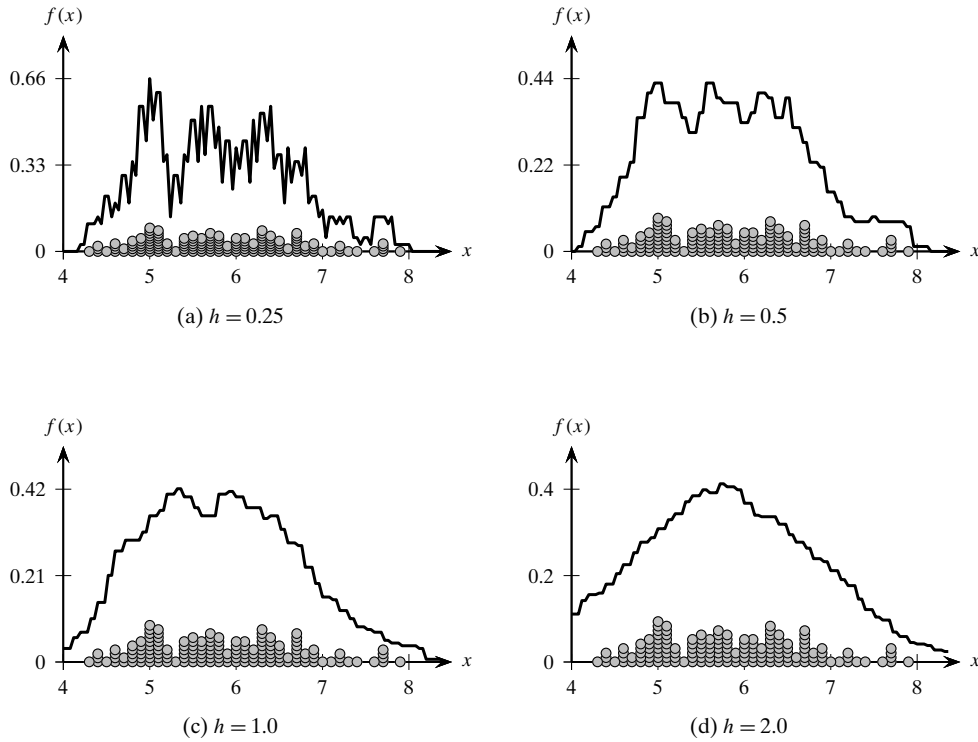 f(x)
0.66
0.33
0
4 5 6 7 8
x
(a) h = 0.25
f(x)
0.44
0.22
0
4 5 6 7 8
x
(b) h = 0.5
f(x)
0.42
0.21
0
4 5 6 7 8
x
(c) h = 1.0
f(x)
0.4
0.2
0
4 5 6 7 8
x
(d) h = 2.0